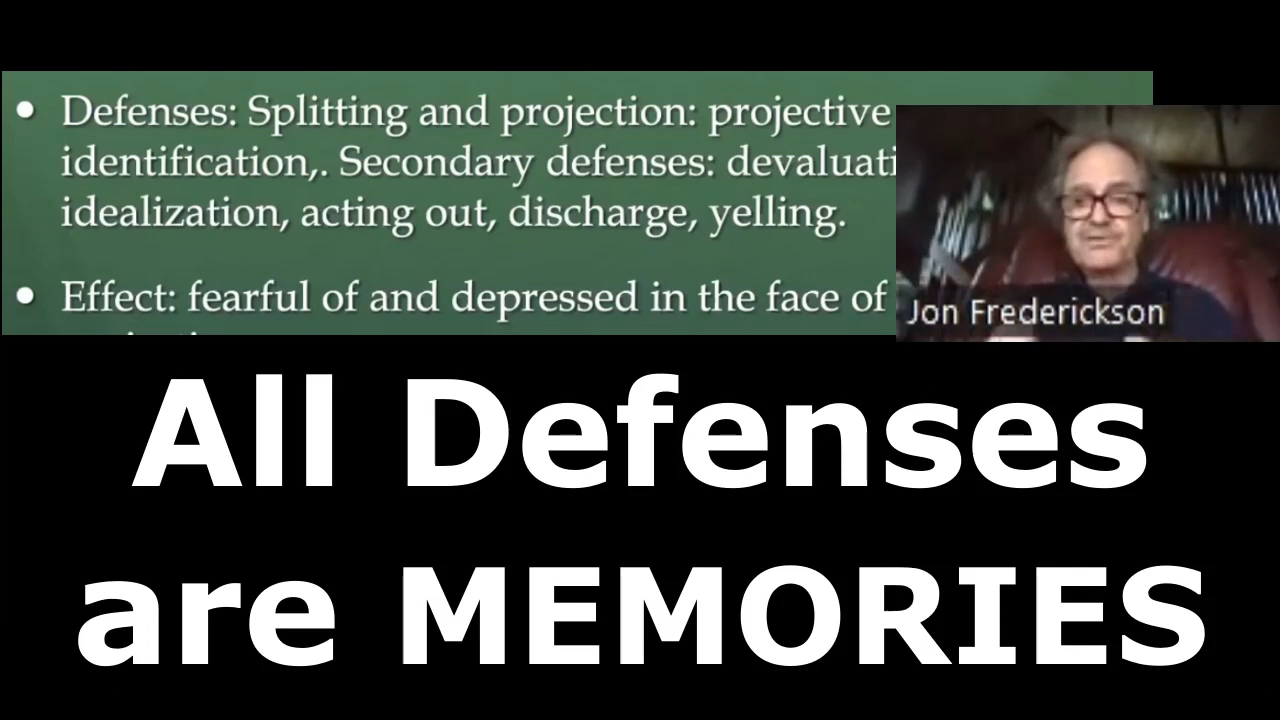 • Defenses: Splitting and projection: projective
identification,. Secondary defenses: devaluati
idealization, acting out, discharge, yelling.
• Effect: fearful of and depressed in the face of
Jon Frederickson
All Defenses
are MEMORIES